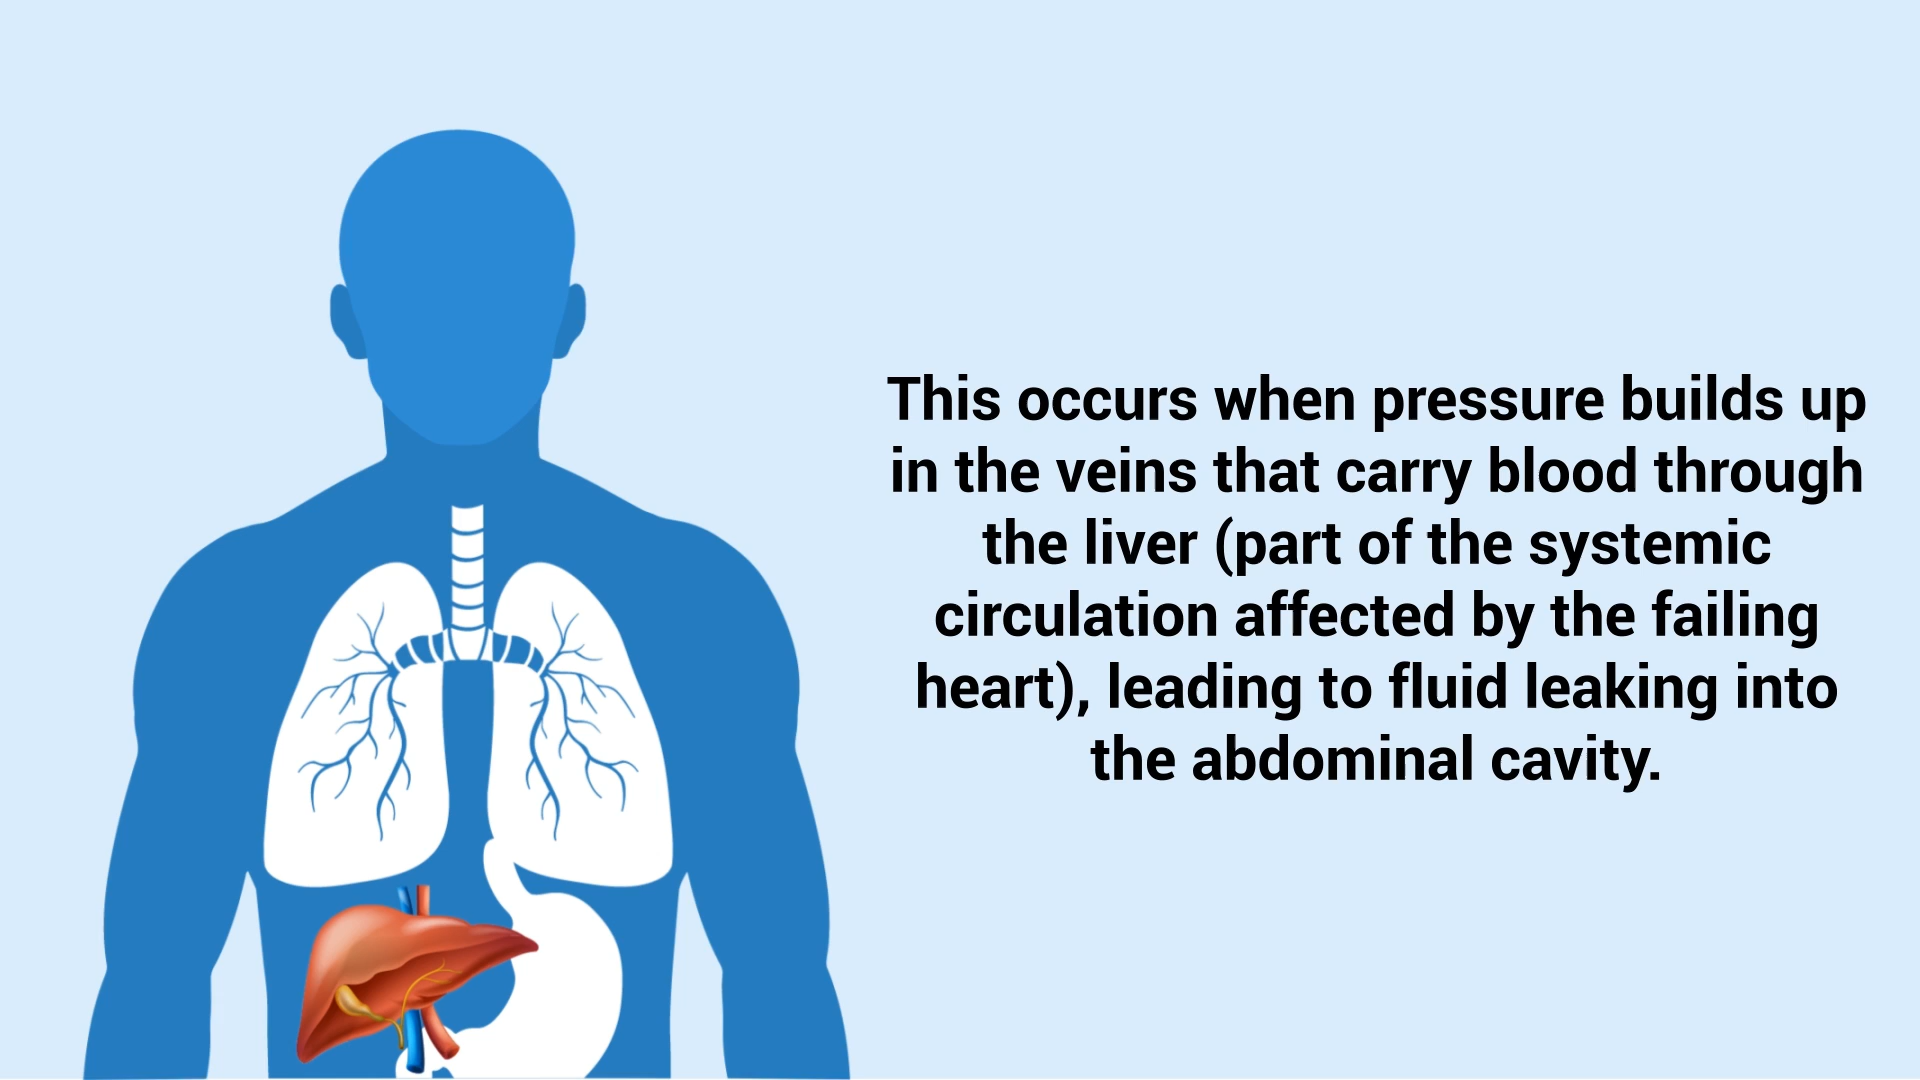 This occurs when pressure builds up
in the veins that carry blood through
the liver (part of the systemic
circulation affected by the failing
heart), leading to fluid leaking into
the abdominal cavity.